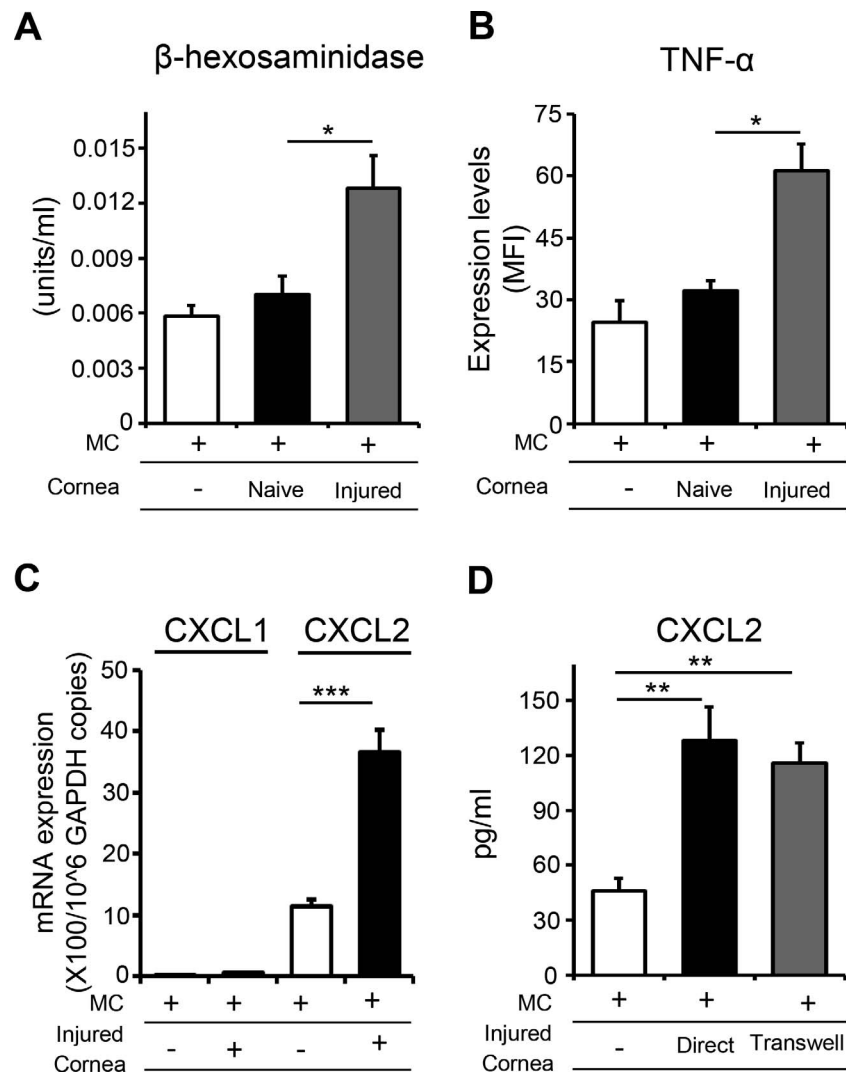 A
β-hexosaminidase
(units/ml)
0.015
0.012
0.009
0.006
0.003
0
*
MC + + +
Cornea - Naive Injured
B
TNF-α
Expression levels
(MFI)
75
60
45
30
15
0
*
MC + + +
Cornea - Naive Injured
C
CXCL1 CXCL2
mRNA expression
(X100/10^6 GAPDH copies)
50
40
30
20
10
0
***
MC + + + +
Injured
Cornea - + - +
D
CXCL2
pg/ml
150
120
90
60
30
0
**
**
MC + + +
Injured
Cornea - Direct Transwell